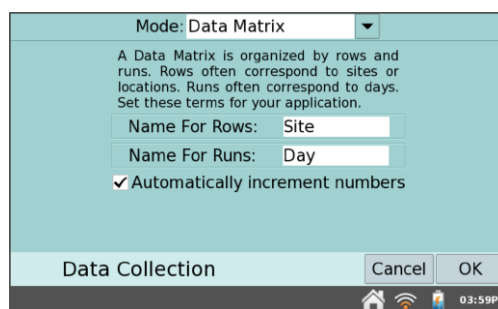 Mode: Data Matrix
A Data Matrix is organized by rows and
runs. Rows often correspond to sites or
locations. Runs often correspond to days.
Set these terms for your application.
Name For Rows: Site
Name For Runs: Day
Automatically increment numbers
Data Collection Cancel OK
03:59P